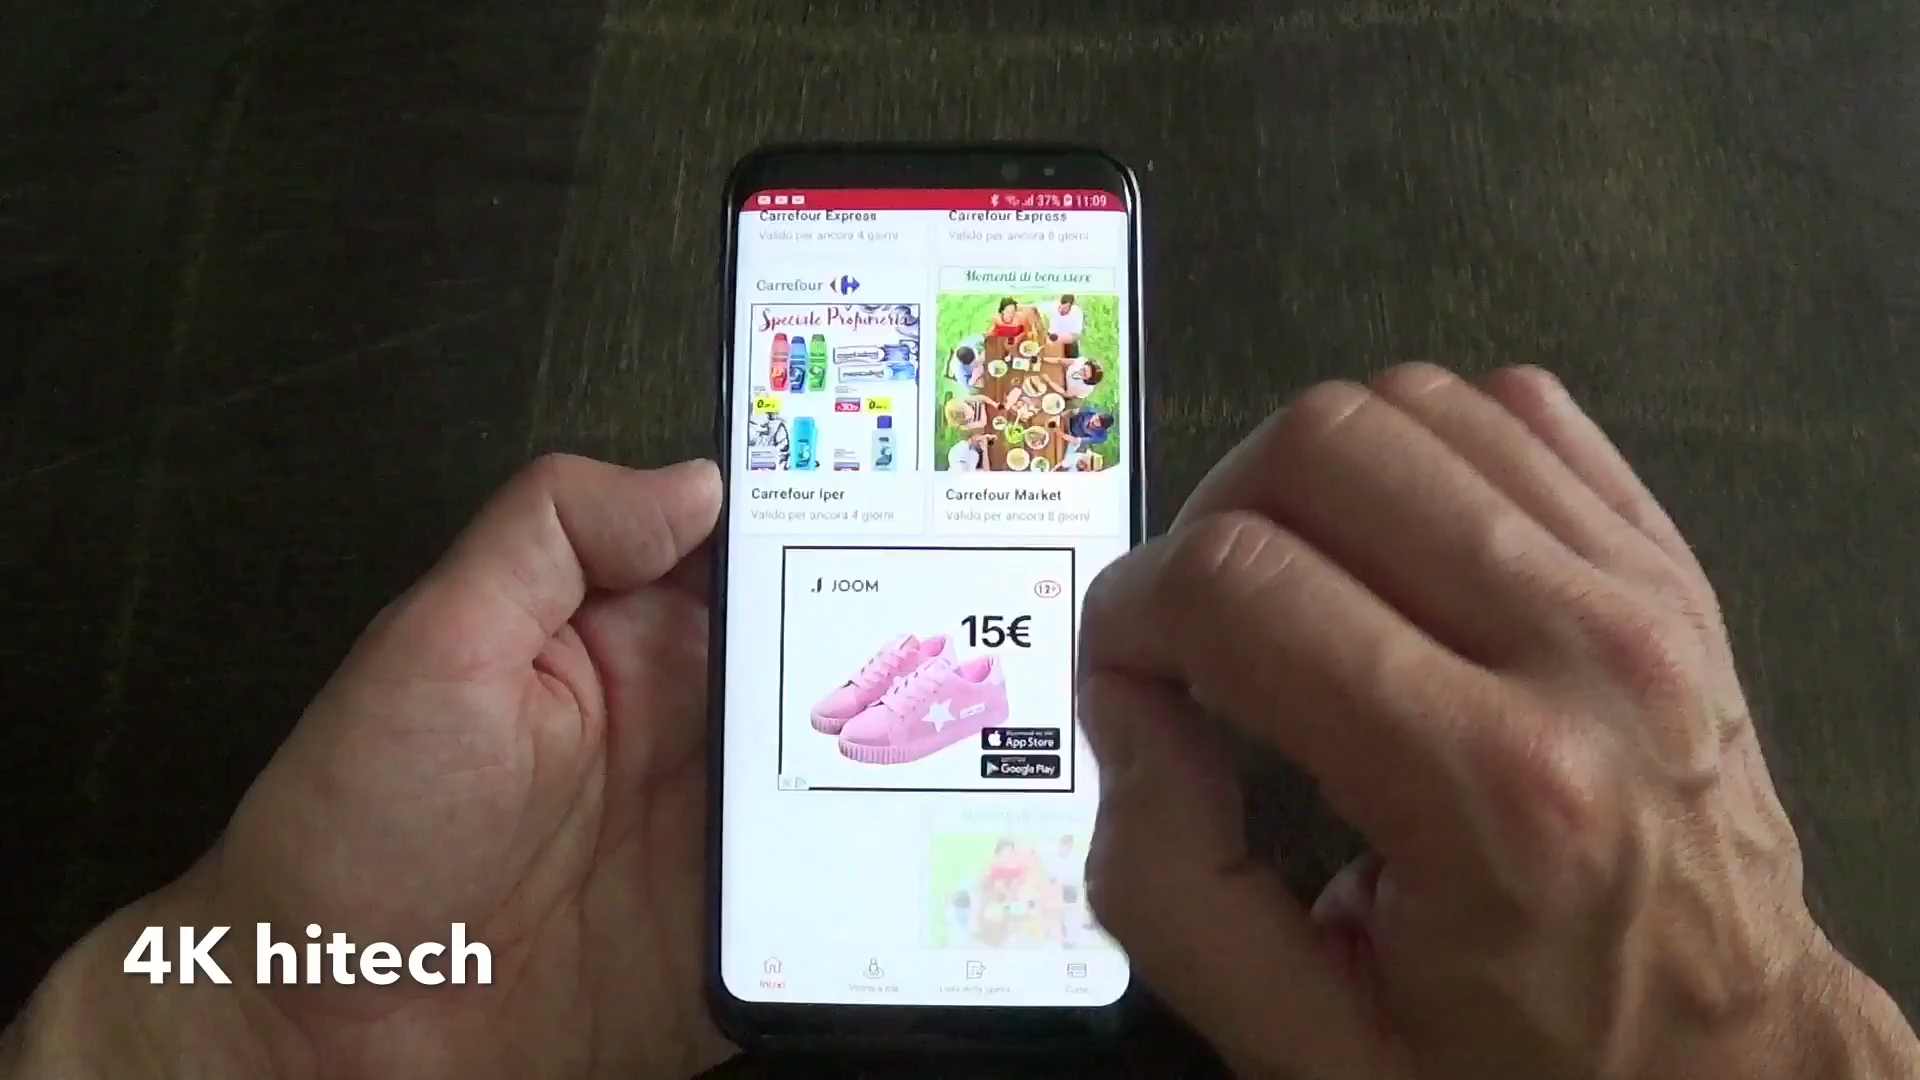 37% 11:09
Carrefour Express
Carrefour Express
Valido per ancora 4 giorni
Valido per ancora 8 giorni
Carrefour
Momenti di benessere
Speciale Profumeria
Carrefour Iper
Carrefour Market
Valido per ancora 4 giorni
Valido per ancora 8 giorni
JOOM
12+
15€
App Store
Google Play
4K hitech